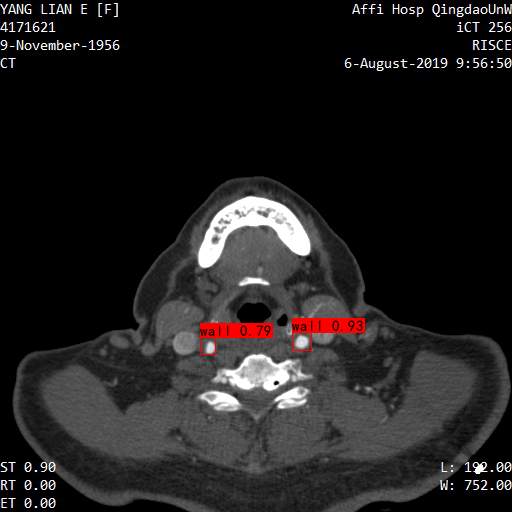 YANG LIAN E [F]
Affi Hosp QingdaoUnW
4171621
iCT 256
9-November-1956
RISCE
CT
6-August-2019 9:56:50
wall 0.79
wall 0.93
ST 0.90
L: 192.00
RT 0.00
W: 752.00
ET 0.00